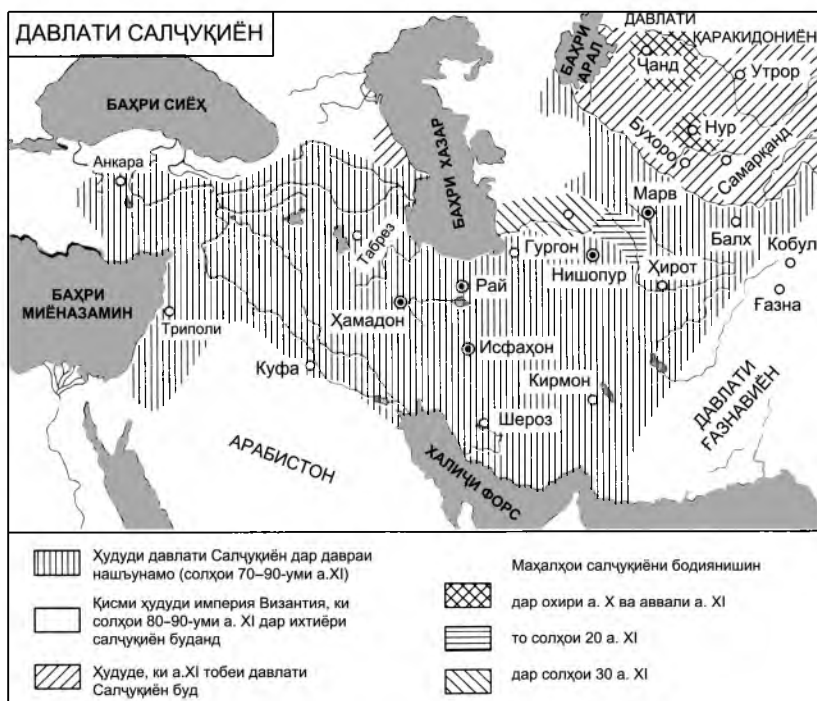 ДАВЛАТИ САЛҶУҚИЁН
ДАВЛАТИ
ҚАРАКИДОНИЁН
БАҲРИ
АРАЛ
Ҷанд
Утрор
БАҲРИ СИЁҲ
БАҲРИ ХАЗАР
Нур
Бухоро
Самарқанд
Анкара
Марв
Табрез
Гургон
Балх
Кобул
Нишопур
Ҳирот
БАҲРИ
МИЁНАЗАМИН
Рай
Ғазна
Ҳамадон
Триполи
Исфаҳон
Куфа
Кирмон
ДАВЛАТИ
ҒАЗНАВИЁН
Шероз
АРАБИСТОН
ХАЛИҶИ ФОРС
Ҳудуди давлати Салҷуқиён дар давраи
нашъунамо (солҳои 70–90-уми а.XI)
Қисми ҳудуди империя Византия, ки
солҳои 80–90-уми а. XI дар ихтиёри
салҷуқиён буданд
Ҳудуде, ки а.XI тобеи давлати
Салҷуқиён буд
Маҳалҳои салҷуқиёни бодиянишин
дар охири а. X ва аввали а. XI
то солҳои 20 а. XI
дар солҳои 30 а. XI